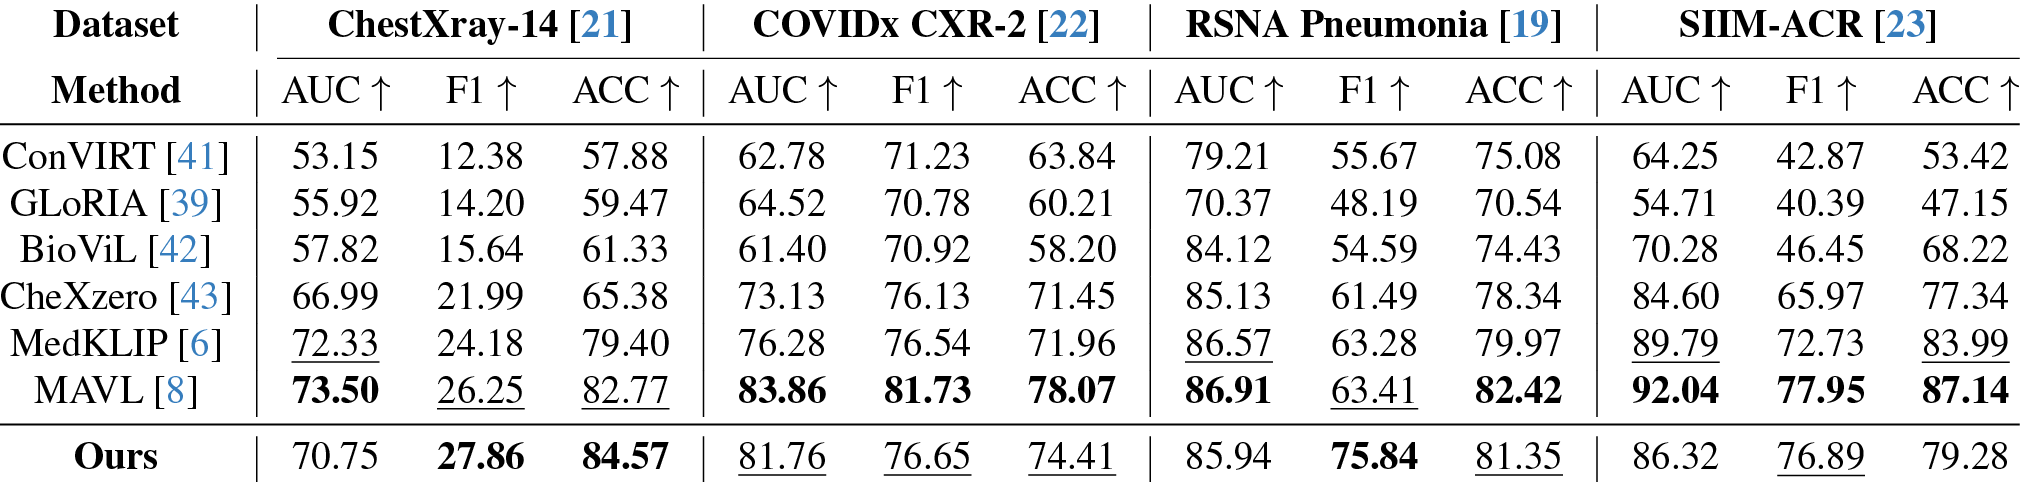 Dataset ChestXray-14 [21] COVIDx CXR-2 [22] RSNA Pneumonia [19] SIIM-ACR [23]
Method AUC ↑ F1 ↑ ACC ↑ AUC ↑ F1 ↑ ACC ↑ AUC ↑ F1 ↑ ACC ↑ AUC ↑ F1 ↑ ACC ↑
ConVIRT [41] 53.15 12.38 57.88 62.78 71.23 63.84 79.21 55.67 75.08 64.25 42.87 53.42
GLoRIA [39] 55.92 14.20 59.47 64.52 70.78 60.21 70.37 48.19 70.54 54.71 40.39 47.15
BioViL [42] 57.82 15.64 61.33 61.40 70.92 58.20 84.12 54.59 74.43 70.28 46.45 68.22
CheXzero [43] 66.99 21.99 65.38 73.13 76.13 71.45 85.13 61.49 78.34 84.60 65.97 77.34
MedKLIP [6] 72.33 24.18 79.40 76.28 76.54 71.96 86.57 63.28 79.97 89.79 72.73 83.99
MAVL [8] 73.50 26.25 82.77 83.86 81.73 78.07 86.91 63.41 82.42 92.04 77.95 87.14
Ours 70.75 27.86 84.57 81.76 76.65 74.41 85.94 75.84 81.35 86.32 76.89 79.28